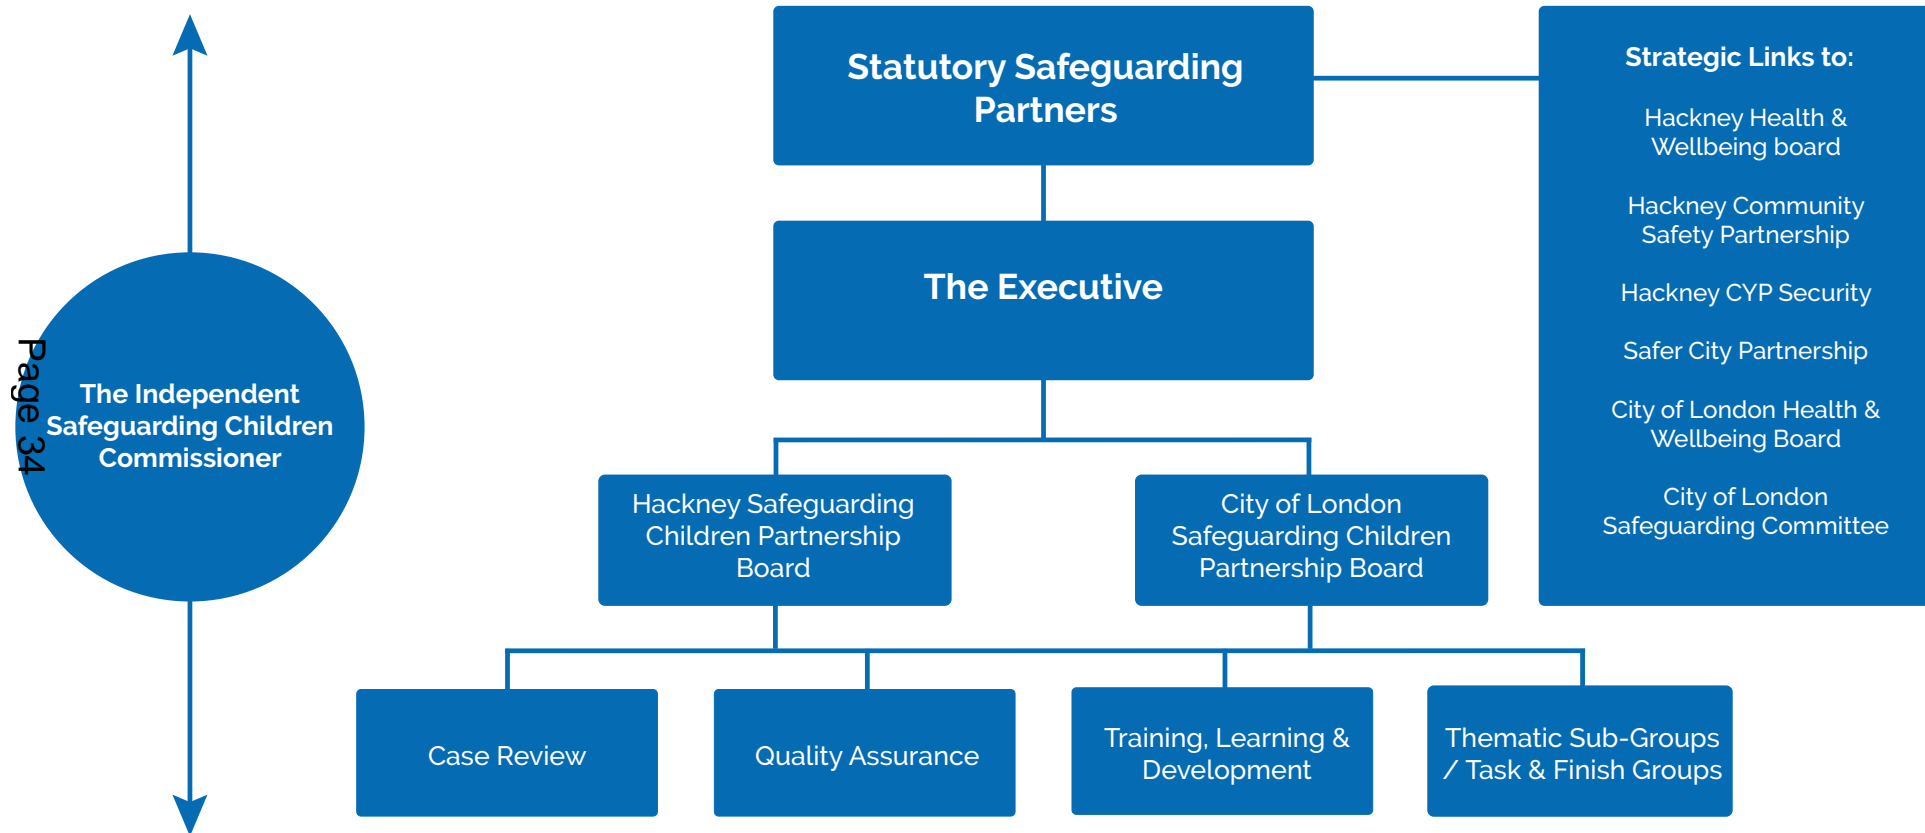 Page 34
The Independent
Safeguarding Children
Commissioner
Statutory Safeguarding
Partners
The Executive
Hackney Safeguarding
Children Partnership
Board
City of London
Safeguarding Children
Partnership Board
Case Review
Quality Assurance
Training, Learning &
Development
Thematic Sub-Groups
/ Task & Finish Groups
Strategic Links to:
Hackney Health &
Wellbeing board
Hackney Community
Safety Partnership
Hackney CYP Security
Safer City Partnership
City of London Health &
Wellbeing Board
City of London
Safeguarding Committee